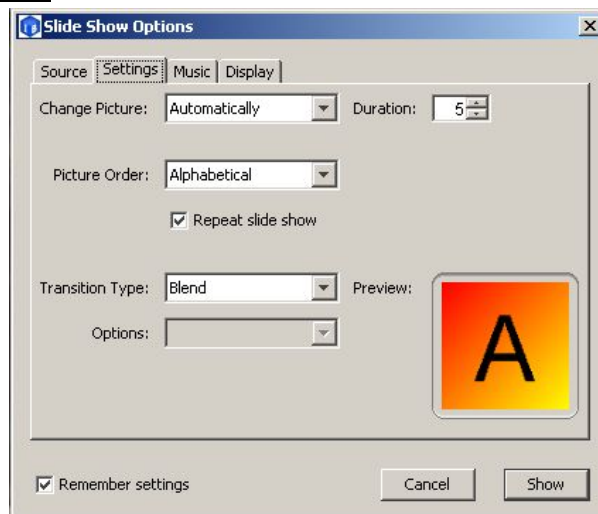 Slide Show Options
Source Settings Music Display
Change Picture: Automatically Duration: 5
Picture Order: Alphabetical
Repeat slide show
Transition Type: Blend Preview:
Options:
A
Remember settings Cancel Show